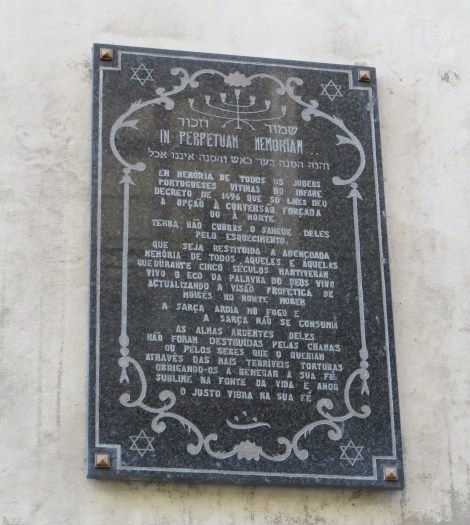 שמור וזכור
IN PERPETUAM MEMORIAM ..
והנה הסנה בער באש והסנה איננו אכל
EM MEMÓRIA DE TODOS OS JUDEUS
PORTUGUESES VÍTIMAS DO INFAME
DECRETO DE 1496 QUE SÓ LHES DEU
A OPÇÃO À CONVERSÃO FORÇADA
OU A MORTE.
TERRA NÃO CUBRAS O SANGUE DELES
PELO ESQUECIMENTO.
QUE SEJA RESTITUIDA A ABENÇOADA
MEMÓRIA DE TODOS AQUELES E AQUELAS
QUE DURANTE CINCO SÉCULOS MANTIVERAM
VIVO O ECO DA PALAVRA DO DEUS VIVO
ACTUALIZANDO A VISÃO PROFÉTICA DE
MOISÉS NO MONTE HOREB
A SARÇA ARDIA NO FOGO E
A SARÇA NÃO SE CONSUMIA
AS ALMAS ARDENTES DELES
NÃO FORAM DESTRUÍDAS PELAS CHAMAS
OU PELOS SERES QUE O QUERIAM
ATRAVÉS DAS MAIS TERRÍVEIS TORTURAS
OBRIGANDO-OS A RENEGAR A SUA FÉ
SUBLIME NA FONTE DA VIDA E AMOR
O JUSTO VIBRA NA SUA FÉ